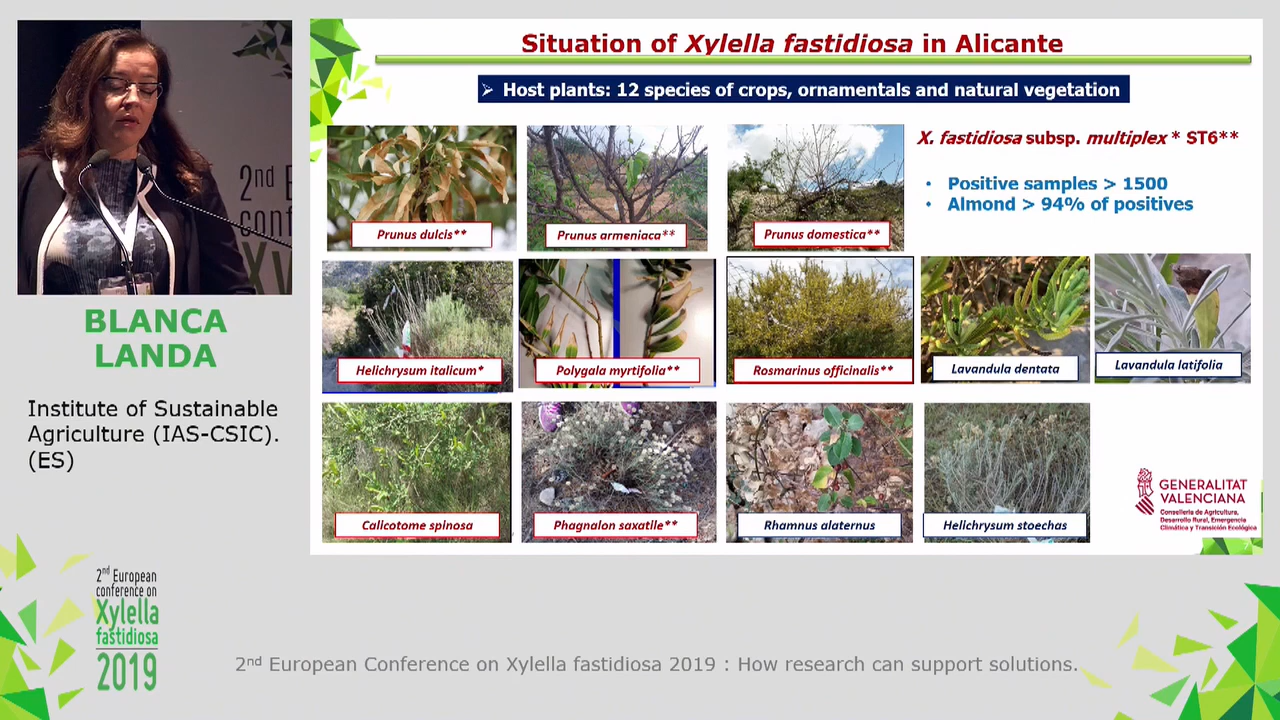 Situation of Xylella fastidiosa in Alicante
Host plants: 12 species of crops, ornamentals and natural vegetation
X. fastidiosa subsp. multiplex * ST6**
• Positive samples > 1500
• Almond > 94% of positives
Prunus dulcis**
Prunus armeniaca**
Prunus domestica**
Helichrysum italicum*
Polygala myrtifolia**
Rosmarinus officinalis**
Lavandula dentata
Lavandula latifolia
Calicotome spinosa
Phagnalon saxatile**
Rhamnus alaternus
Helichrysum stoechas
GENERALITAT
VALENCIANA
Conselleria de Agricultura,
Desarrollo Rural, Emergencia
Climática y Transición Ecológica
2nd E
conf
Xy
BLANCA
LANDA
Institute of Sustainable
Agriculture (IAS-CSIC).
(ES)
2nd European
conference on
Xylella
fastidiosa
2019
2nd European Conference on Xylella fastidiosa 2019 : How research can support solutions.